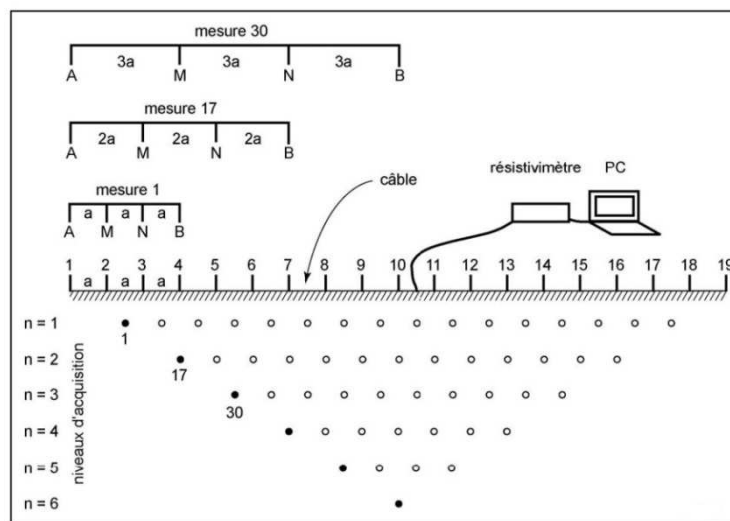 mesure 30
3a 3a 3a
A M N B
mesure 17
2a 2a 2a
A M N B
mesure 1
a a a
A M N B
câble
résistivimètre PC
1 2 3 4 5 6 7 8 9 10 11 12 13 14 15 16 17 18 19
a a a
niveaux d'acquisition
n = 1
1
n = 2
17
n = 3
30
n = 4
n = 5
n = 6